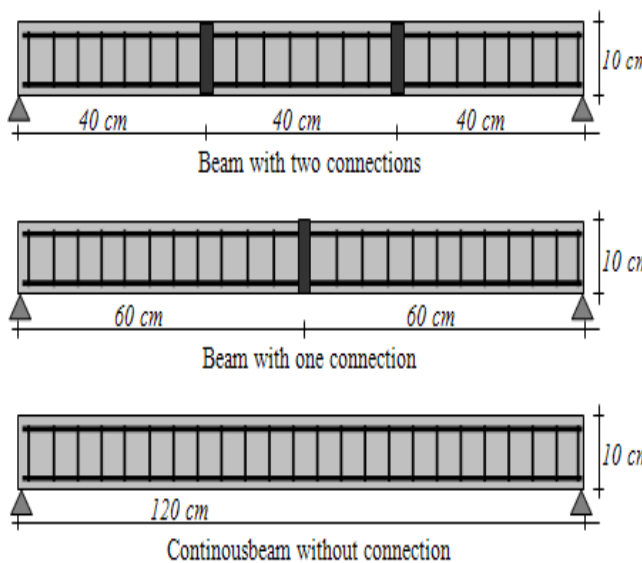 10 cm
40 cm 40 cm 40 cm
Beam with two connections
10 cm
60 cm 60 cm
Beam with one connection
10 cm
120 cm
Continousbeam without connection